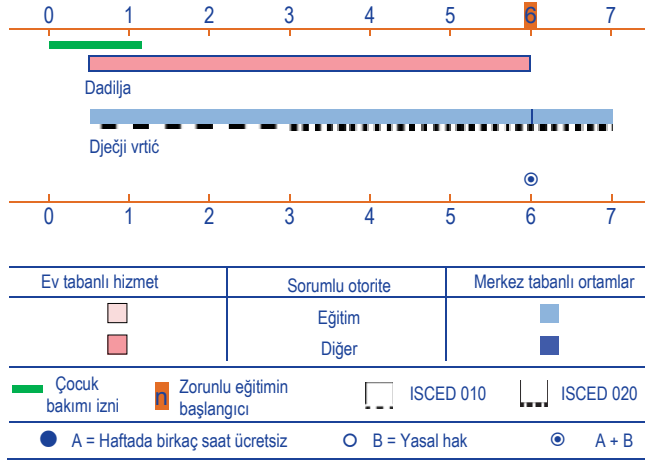 0 1 2 3 4 5 6 7
Dadilja
Dječji vrtić
0 1 2 3 4 5 6 7
Ev tabanlı hizmet Sorumlu otorite Merkez tabanlı ortamlar
Eğitim
Diğer
Çocuk bakımı izni n Zorunlu eğitimin başlangıcı ISCED 010 ISCED 020
A = Haftada birkaç saat ücretsiz B = Yasal hak A + B